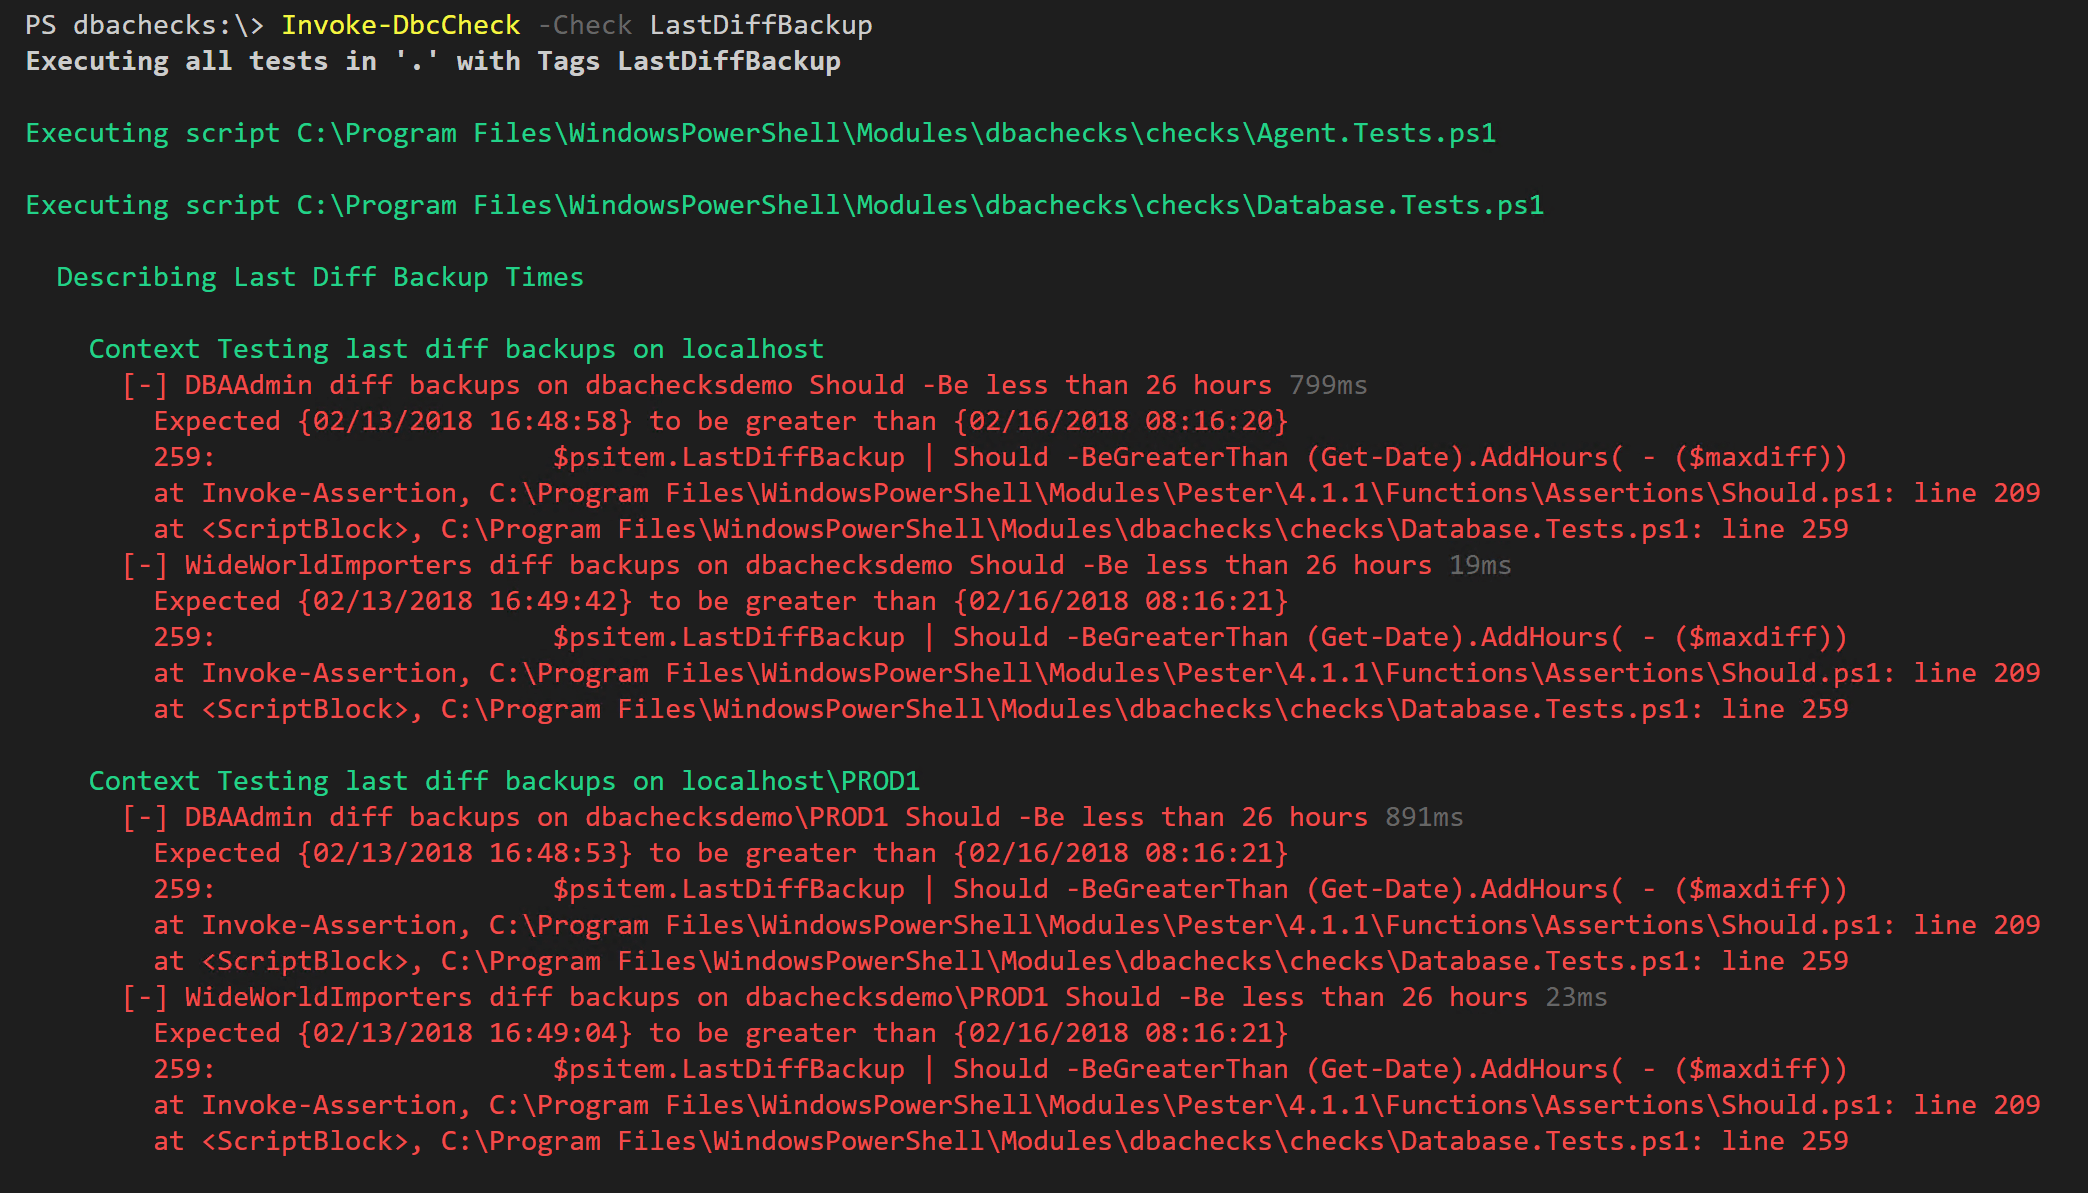 PS dbachecks:\> Invoke-DbcCheck -Check LastDiffBackup
Executing all tests in '.' with Tags LastDiffBackup
Executing script C:\Program Files\WindowsPowerShell\Modules\dbachecks\checks\Agent.Tests.ps1
Executing script C:\Program Files\WindowsPowerShell\Modules\dbachecks\checks\Database.Tests.ps1
Describing Last Diff Backup Times
Context Testing last diff backups on localhost
[-] DBAAdmin diff backups on dbachecksdemo Should -Be less than 26 hours 799ms
Expected {02/13/2018 16:48:58} to be greater than {02/16/2018 08:16:20}
259:                     $psitem.LastDiffBackup | Should -BeGreaterThan (Get-Date).AddHours( - ($maxdiff))
at Invoke-Assertion, C:\Program Files\WindowsPowerShell\Modules\Pester\4.1.1\Functions\Assertions\Should.ps1: line 209
at <ScriptBlock>, C:\Program Files\WindowsPowerShell\Modules\dbachecks\checks\Database.Tests.ps1: line 259
[-] WideWorldImporters diff backups on dbachecksdemo Should -Be less than 26 hours 19ms
Expected {02/13/2018 16:49:42} to be greater than {02/16/2018 08:16:21}
259:                     $psitem.LastDiffBackup | Should -BeGreaterThan (Get-Date).AddHours( - ($maxdiff))
at Invoke-Assertion, C:\Program Files\WindowsPowerShell\Modules\Pester\4.1.1\Functions\Assertions\Should.ps1: line 209
at <ScriptBlock>, C:\Program Files\WindowsPowerShell\Modules\dbachecks\checks\Database.Tests.ps1: line 259
Context Testing last diff backups on localhost\PROD1
[-] DBAAdmin diff backups on dbachecksdemo\PROD1 Should -Be less than 26 hours 891ms
Expected {02/13/2018 16:48:53} to be greater than {02/16/2018 08:16:21}
259:                     $psitem.LastDiffBackup | Should -BeGreaterThan (Get-Date).AddHours( - ($maxdiff))
at Invoke-Assertion, C:\Program Files\WindowsPowerShell\Modules\Pester\4.1.1\Functions\Assertions\Should.ps1: line 209
at <ScriptBlock>, C:\Program Files\WindowsPowerShell\Modules\dbachecks\checks\Database.Tests.ps1: line 259
[-] WideWorldImporters diff backups on dbachecksdemo\PROD1 Should -Be less than 26 hours 23ms
Expected {02/13/2018 16:49:04} to be greater than {02/16/2018 08:16:21}
259:                     $psitem.LastDiffBackup | Should -BeGreaterThan (Get-Date).AddHours( - ($maxdiff))
at Invoke-Assertion, C:\Program Files\WindowsPowerShell\Modules\Pester\4.1.1\Functions\Assertions\Should.ps1: line 209
at <ScriptBlock>, C:\Program Files\WindowsPowerShell\Modules\dbachecks\checks\Database.Tests.ps1: line 259